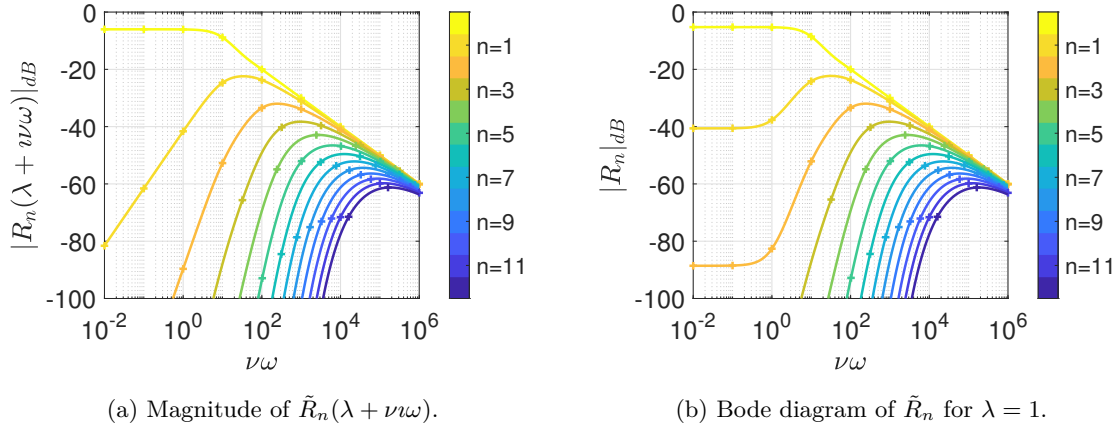 0
-20
-40
-60
-80
-100
|R_n(λ + ινω)|_{dB}
10^{-2} 10^0 10^2 10^4 10^6
νω
n=1
n=3
n=5
n=7
n=9
n=11
(a) Magnitude of R̃_n(λ + νıω).
0
-20
-40
-60
-80
-100
|R_n|_{dB}
10^{-2} 10^0 10^2 10^4 10^6
νω
n=1
n=3
n=5
n=7
n=9
n=11
(b) Bode diagram of R̃_n for λ = 1.